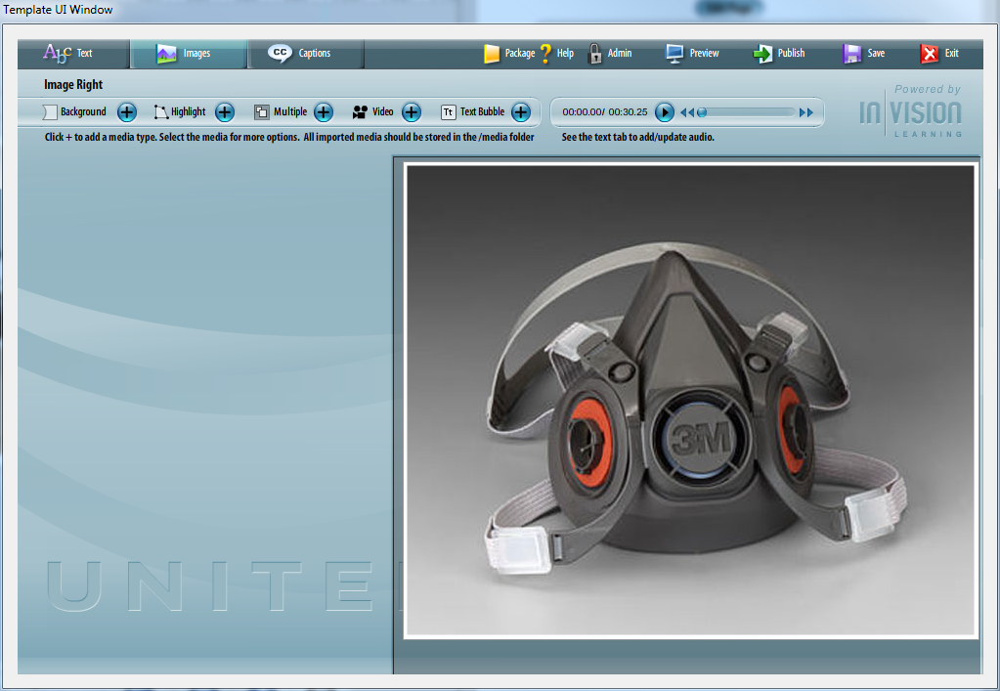 Template UI Window
Abc Text Images CC Captions Package ? Help Admin Preview Publish Save Exit
Image Right
Powered by
Background Highlight Multiple Video Tt Text Bubble 00:00.00/ 00:30.25
INVISION
LEARNING
Click + to add a media type. Select the media for more options. All imported media should be stored in the /media folder See the text tab to add/update audio.
3M
UNITE